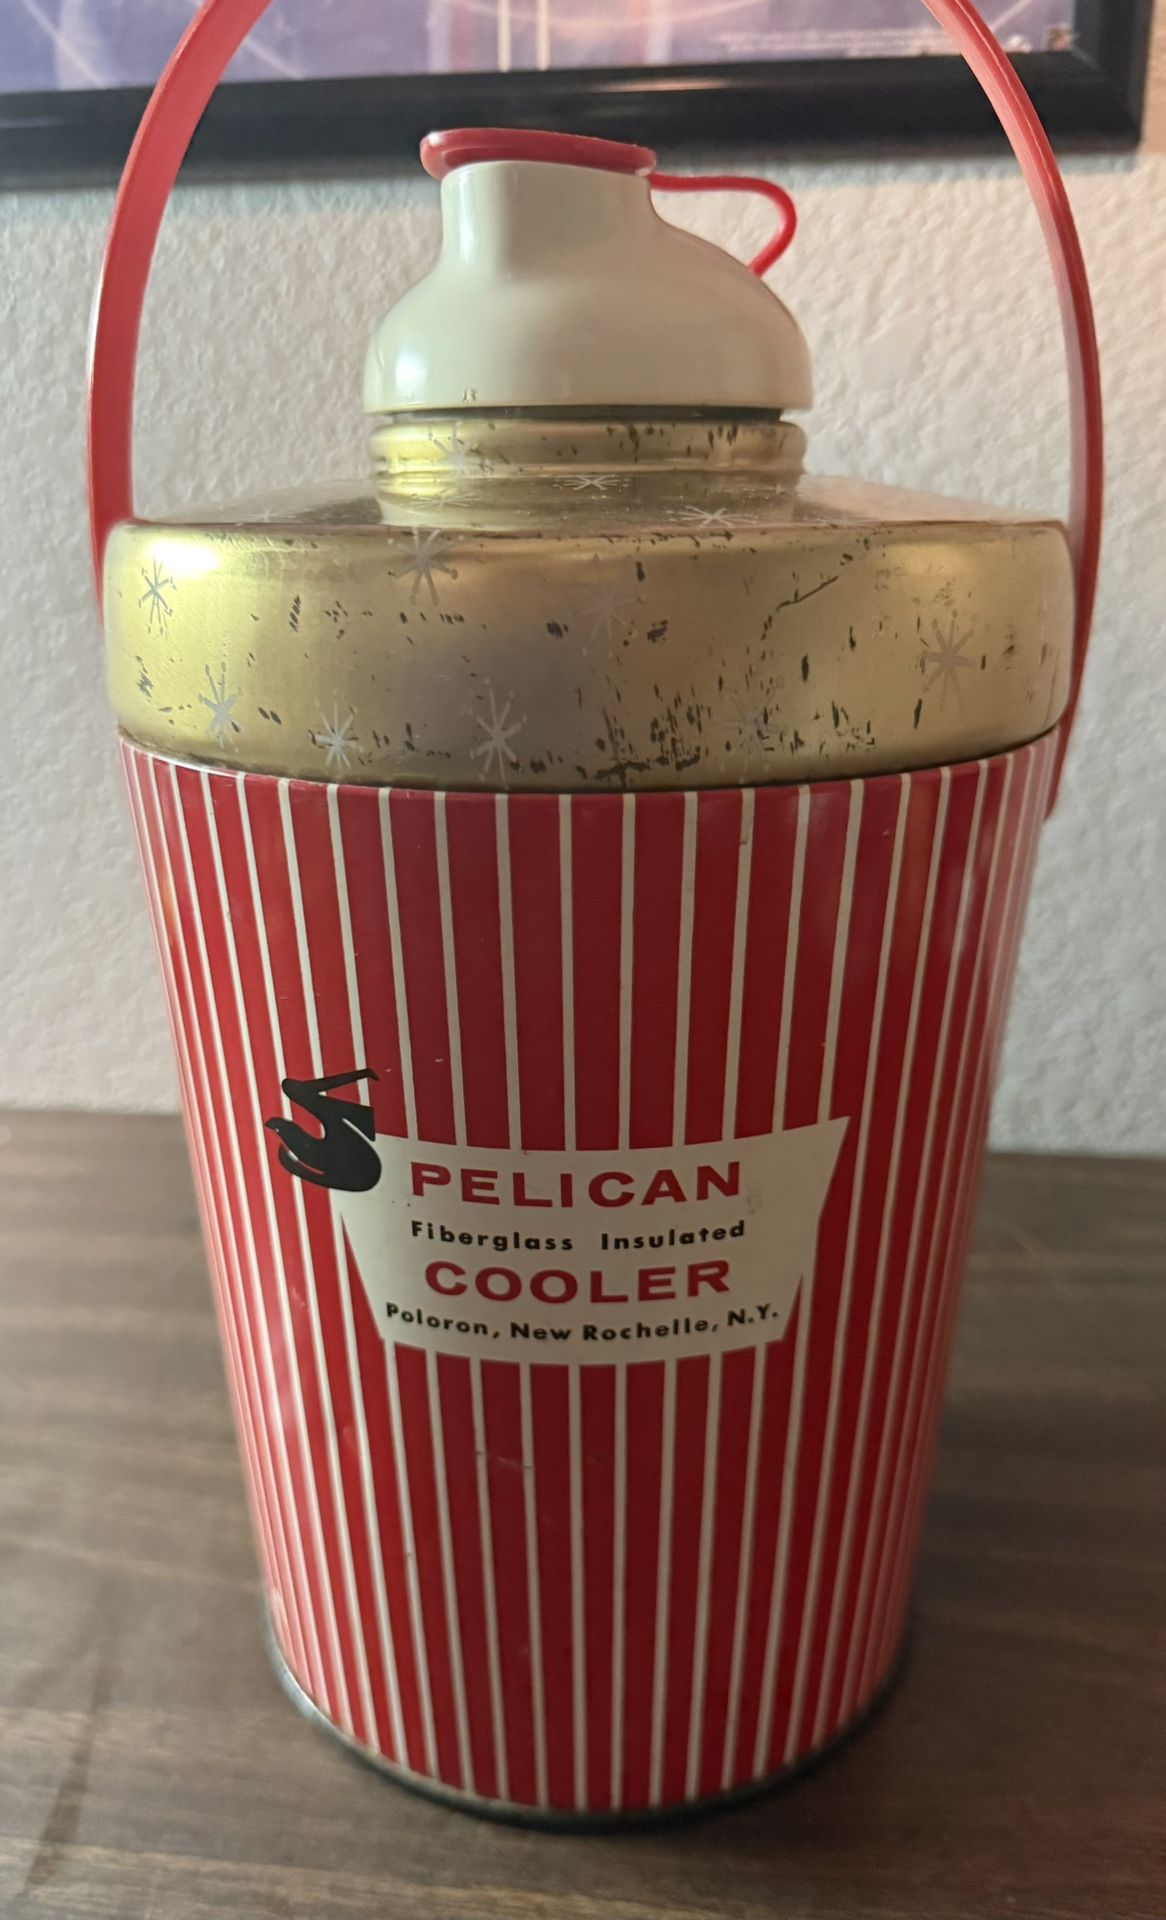 PELICAN
Fiberglass Insulated
COOLER
Poloron, New Rochelle, N.Y.